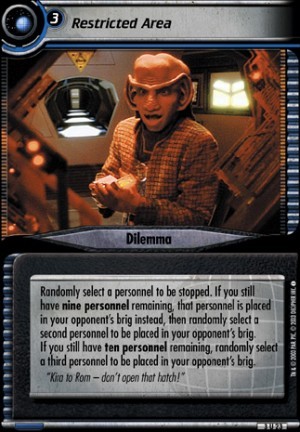 3
Restricted Area
Dilemma
Randomly select a personnel to be stopped. If you still
have nine personnel remaining, that personnel is
placed in your opponent's brig instead, then randomly select a
second personnel to be placed in your opponent's brig.
If you still have ten personnel remaining, randomly select
a third personnel to be placed in your opponent's brig.
"Kira to Rom – don't open that hatch!"
3 U 23